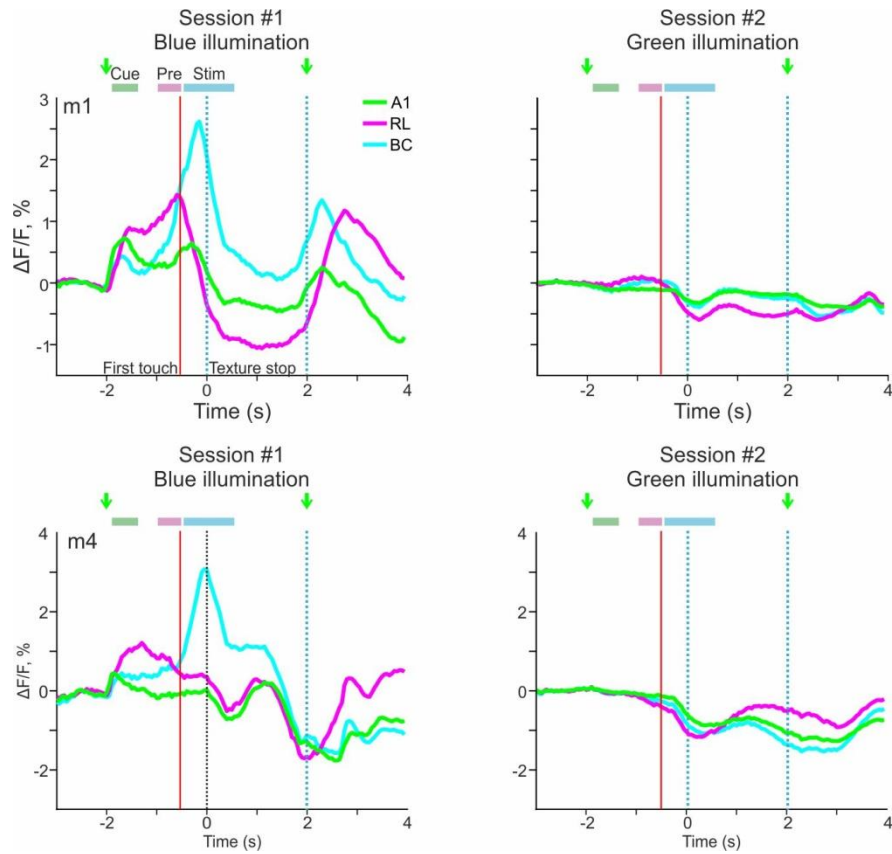 Session #1
Blue illumination
Session #2
Green illumination
Cue Pre Stim
m1
A1
RL
BC
ΔF/F, %
3
2
1
0
-1
First touch Texture stop
-2 0 2 4
Time (s)
-2 0 2 4
Time (s)
Session #1
Blue illumination
Session #2
Green illumination
m4
ΔF/F, %
4
2
0
-2
-2 0 2 4
Time (s)
4
2
0
-2
-2 0 2 4
Time (s)